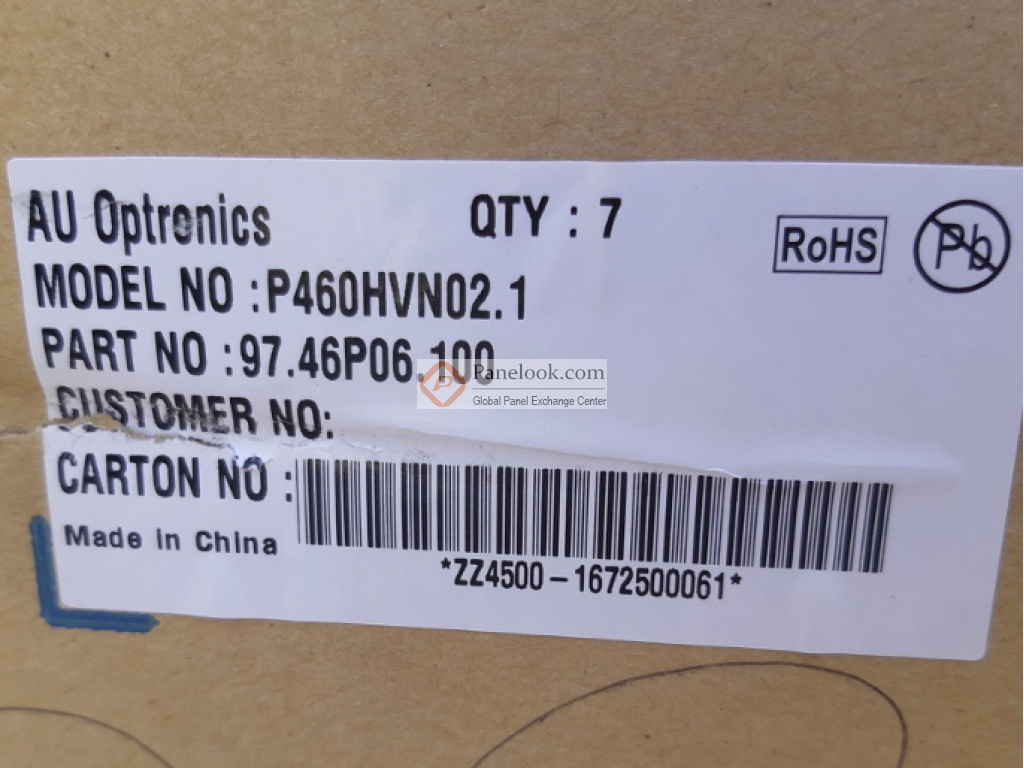 AU Optronics QTY : 7
RoHS Pb
MODEL NO :P460HVN02.1
PART NO :97.46P06.100
Panelook.com
Global Panel Exchange Center
CUSTOMER NO:
CARTON NO :
Made in China
*ZZ4500-1672500061*